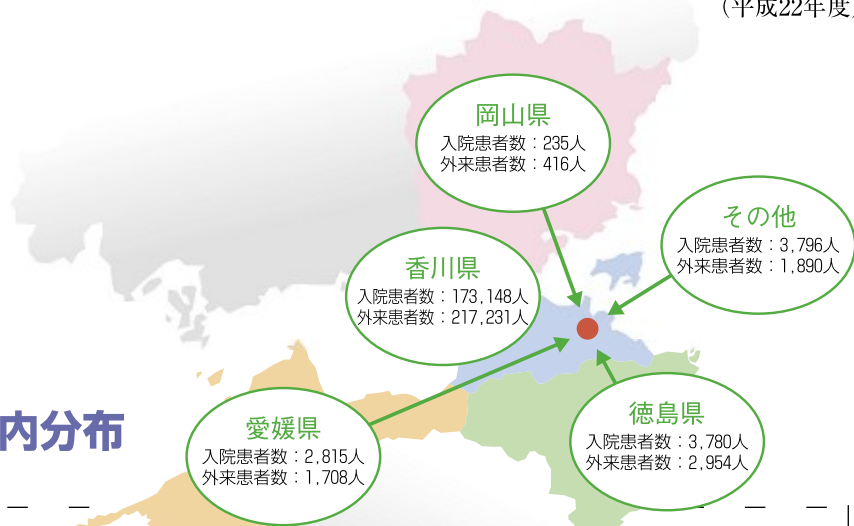 （平成22年度）
岡山県
入院患者数：235人
外来患者数：416人
その他
入院患者数：3,796人
外来患者数：1,890人
香川県
入院患者数：173,148人
外来患者数：217,231人
愛媛県
入院患者数：2,815人
外来患者数：1,708人
徳島県
入院患者数：3,780人
外来患者数：2,954人
内分布